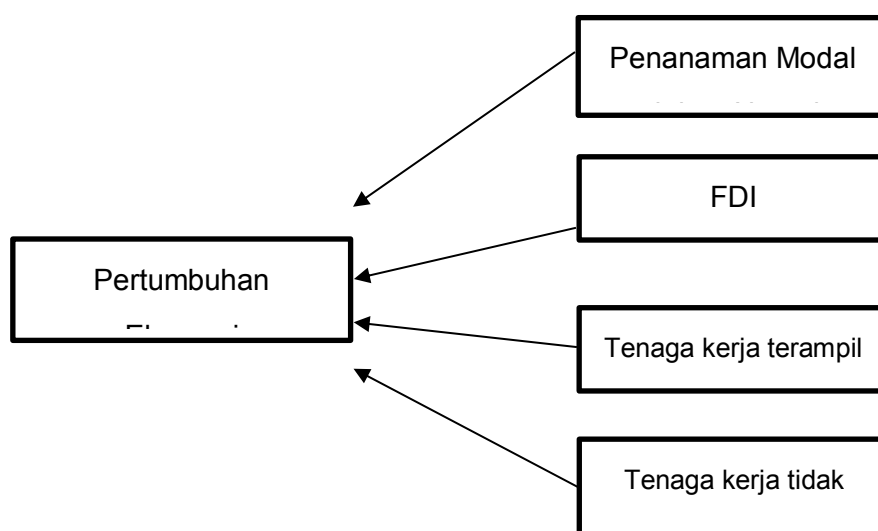 Penanaman Modal
FDI
Pertumbuhan
Tenaga kerja terampil
Tenaga kerja tidak